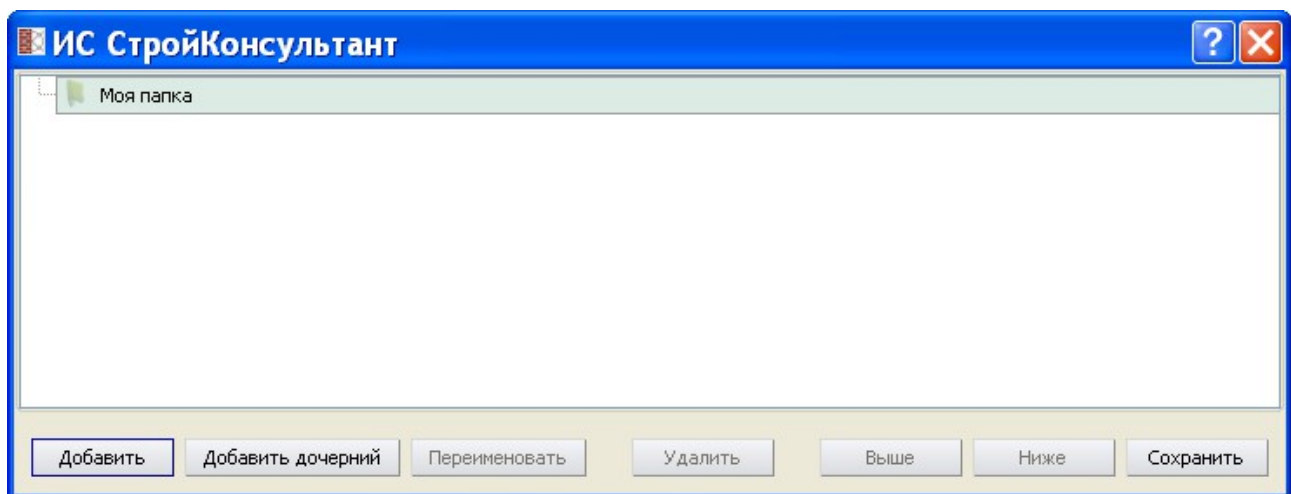 ИС СтройКонсультант
Моя папка
Добавить Добавить дочерний Переименовать Удалить Выше Ниже Сохранить